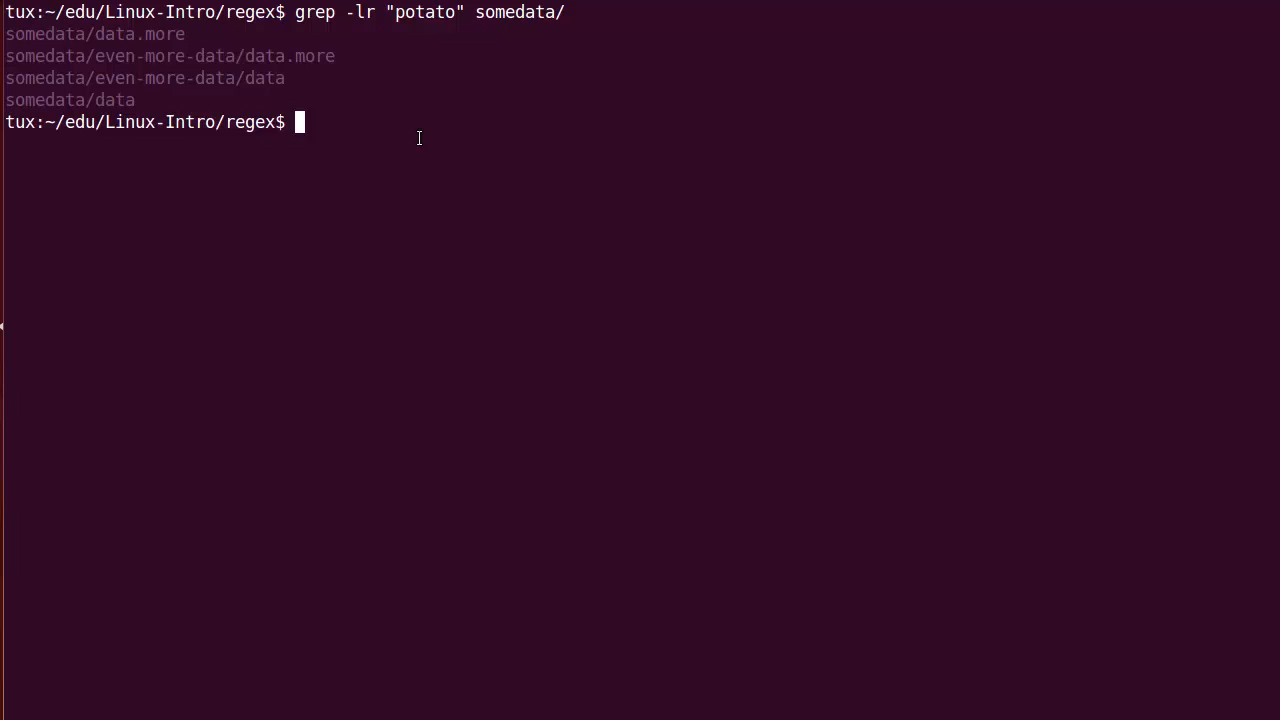 tux:~/edu/Linux-Intro/regex$ grep -lr "potato" somedata/
somedata/data.more
somedata/even-more-data/data.more
somedata/even-more-data/data
somedata/data
tux:~/edu/Linux-Intro/regex$